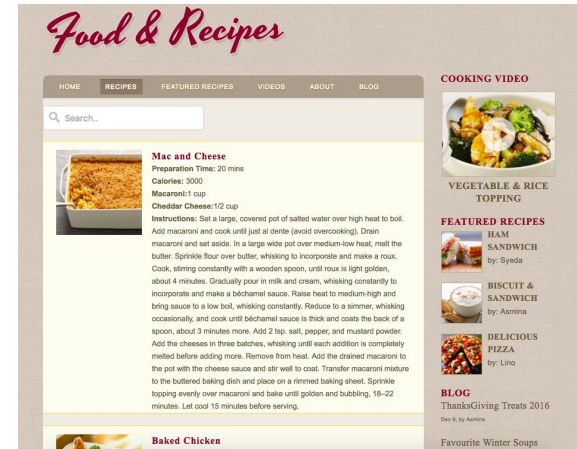 Food & Recipes
HOME RECIPES FEATURED RECIPES VIDEOS ABOUT BLOG
Search..
Mac and Cheese
Preparation Time: 20 mins
Calories: 3000
Macaroni:1 cup
Cheddar Cheese:1/2 cup
Instructions: Set a large, covered pot of salted water over high heat to boil.
Add macaroni and cook until just al dente (avoid overcooking). Drain
macaroni and set aside. In a large wide pot over medium-low heat, melt the
butter. Sprinkle flour over butter, whisking to incorporate and make a roux.
Cook, stirring constantly with a wooden spoon, until roux is light golden,
about 4 minutes. Gradually pour in milk and cream, whisking constantly to
incorporate and make a béchamel sauce. Raise heat to medium-high and
bring sauce to a low boil, whisking constantly. Reduce to a simmer, whisking
occasionally, and cook until béchamel sauce is thick and coats the back of a
spoon, about 3 minutes more. Add 2 tsp. salt, pepper, and mustard powder.
Add the cheeses in three batches, whisking until each addition is completely
melted before adding more. Remove from heat. Add the drained macaroni to
the pot with the cheese sauce and stir well to coat. Transfer macaroni mixture
to the buttered baking dish and place on a rimmed baking sheet. Sprinkle
topping evenly over macaroni and bake until golden and bubbling, 18–22
minutes. Let cool 15 minutes before serving.
Baked Chicken
COOKING VIDEO
VEGETABLE & RICE
TOPPING
FEATURED RECIPES
HAM
SANDWICH
by: Syeda
BISCUIT &
SANDWICH
by: Asmina
DELICIOUS
PIZZA
by: Lino
BLOG
ThanksGiving Treats 2016
Dec 9, by Asmina
Favourite Winter Soups